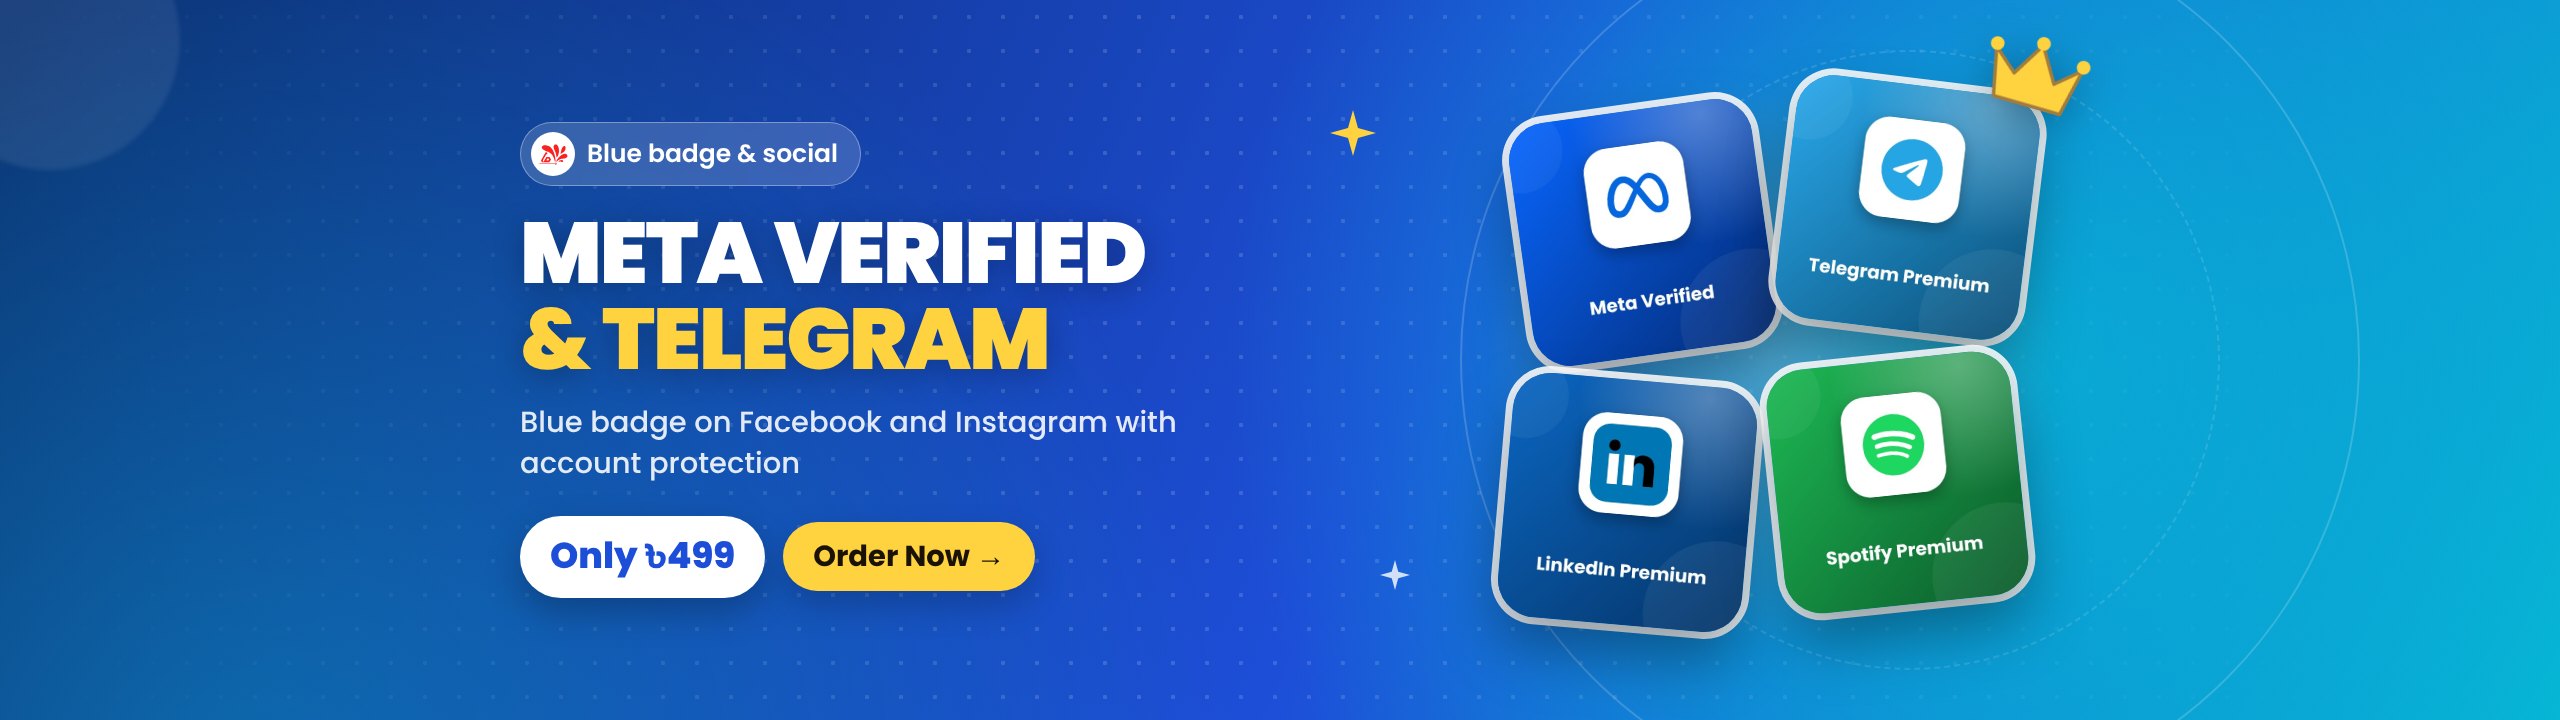 Blue badge & social
META VERIFIED
& TELEGRAM
Blue badge on Facebook and Instagram with
account protection
Only ৳499
Order Now →
Meta Verified
Telegram Premium
in
LinkedIn Premium
Spotify Premium